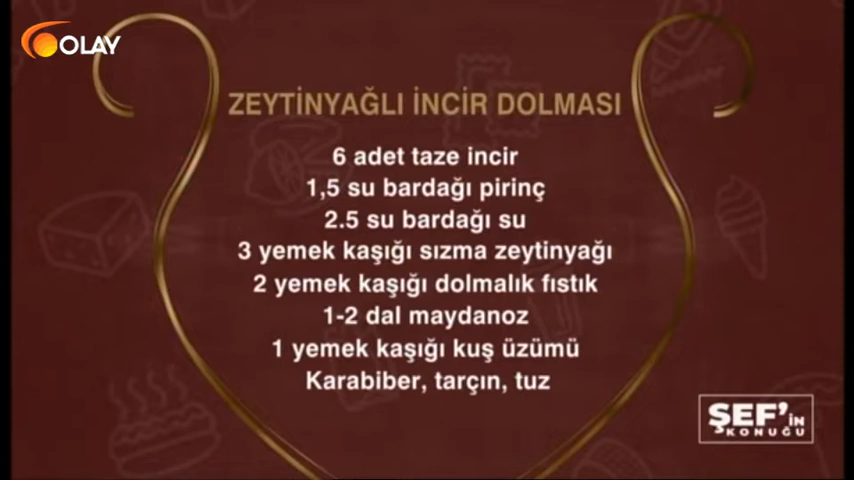 OLAY
ZEYTİNYAĞLI İNCİR DOLMASI
6 adet taze incir
1,5 su bardağı pirinç
2.5 su bardağı su
3 yemek kaşığı sızma zeytinyağı
2 yemek kaşığı dolmalık fıstık
1-2 dal maydanoz
1 yemek kaşığı kuş üzümü
Karabiber, tarçın, tuz
ŞEF'in
KONUĞU